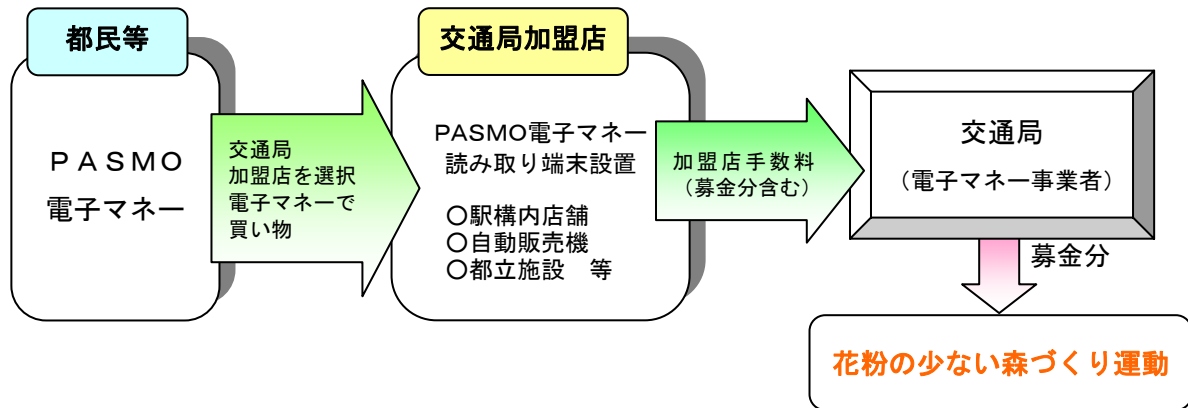 都民等
ＰＡＳＭＯ
電子マネー
交通局
加盟店を選択
電子マネーで
買い物
交通局加盟店
PASMO電子マネー
読み取り端末設置
○駅構内店舗
○自動販売機
○都立施設　等
加盟店手数料
（募金分含む）
交通局
（電子マネー事業者）
募金分
花粉の少ない森づくり運動